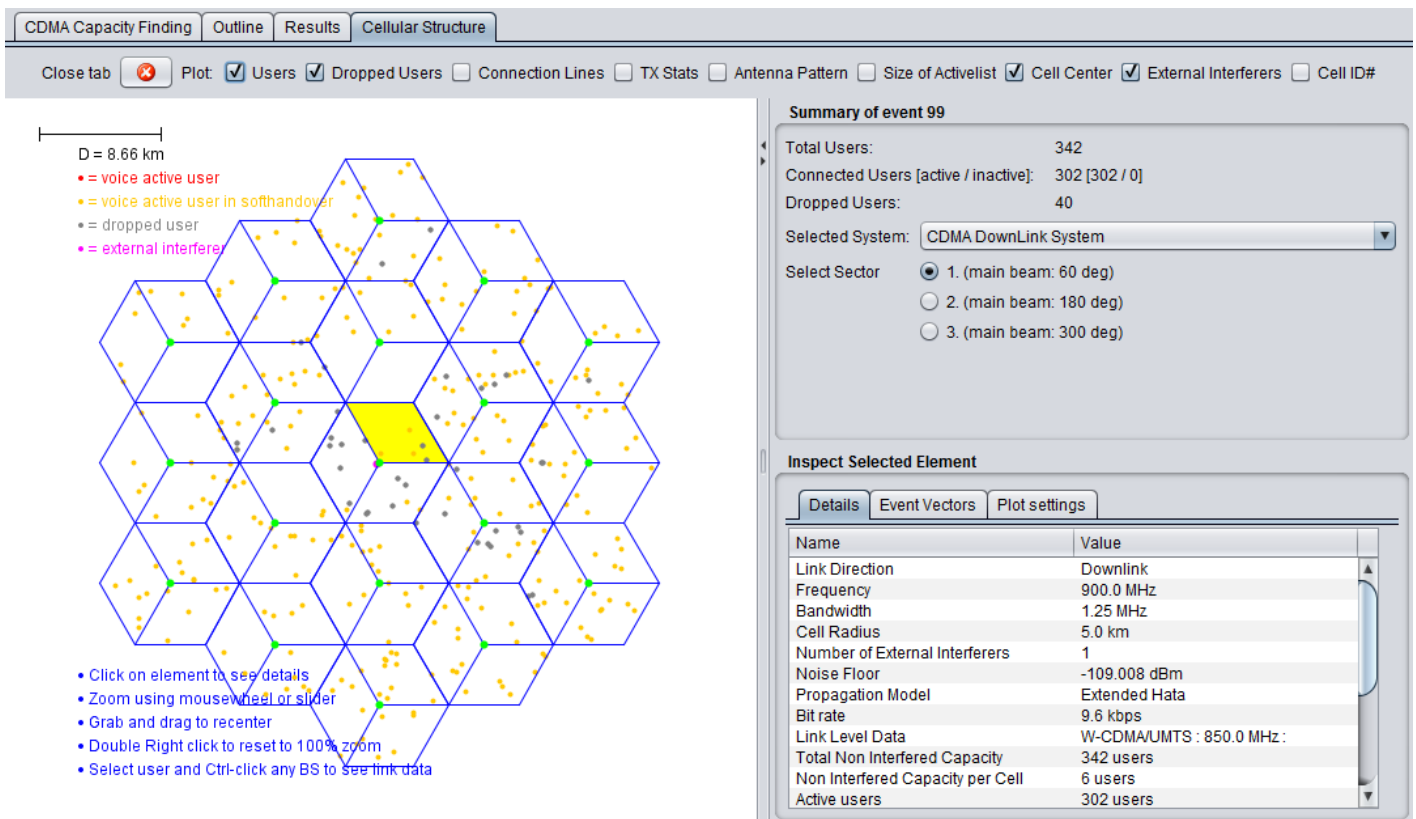 CDMA Capacity Finding Outline Results Cellular Structure
Close tab Plot: Users Dropped Users Connection Lines TX Stats Antenna Pattern Size of Activelist Cell Center External Interferers Cell ID#
D = 8.66 km
• = voice active user
• = voice active user in softhandover
• = dropped user
• = external interferer
• Click on element to see details
• Zoom using mousewheel or slider
• Grab and drag to recenter
• Double Right click to reset to 100% zoom
• Select user and Ctrl-click any BS to see link data
Summary of event 99
Total Users: 342
Connected Users [active / inactive]: 302 [302 / 0]
Dropped Users: 40
Selected System: CDMA DownLink System
Select Sector 1. (main beam: 60 deg)
2. (main beam: 180 deg)
3. (main beam: 300 deg)
Inspect Selected Element
Details Event Vectors Plot settings
Name Value
Link Direction Downlink
Frequency 900.0 MHz
Bandwidth 1.25 MHz
Cell Radius 5.0 km
Number of External Interferers 1
Noise Floor -109.008 dBm
Propagation Model Extended Hata
Bit rate 9.6 kbps
Link Level Data W-CDMA/UMTS : 850.0 MHz :
Total Non Interfered Capacity 342 users
Non Interfered Capacity per Cell 6 users
Active users 302 users